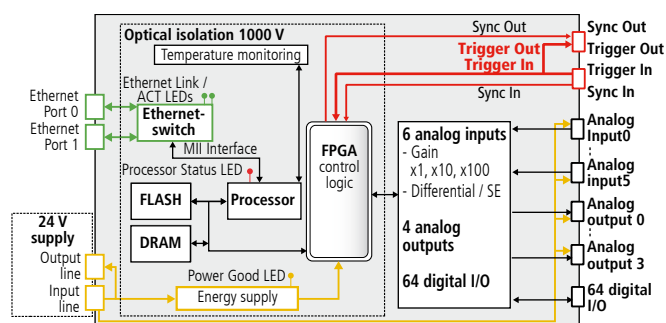 Optical isolation 1000 V
Temperature monitoring
Ethernet Link /
ACT LEDs
Ethernet
Port 0
Ethernet
Port 1
Ethernet-
switch
MII Interface
Processor Status LED
FLASH
Processor
DRAM
FPGA
control
logic
24 V
supply
Output
line
Input
line
Power Good LED
Energy supply
6 analog inputs
- Gain
x1, x10, x100
- Differential / SE
4 analog
outputs
64 digital I/O
Sync Out
Trigger Out
Trigger In
Sync In
Sync Out
Trigger Out
Trigger In
Sync In
Analog
Input0
Analog
input5
Analog
output 0
Analog
output 3
64 digital
I/O